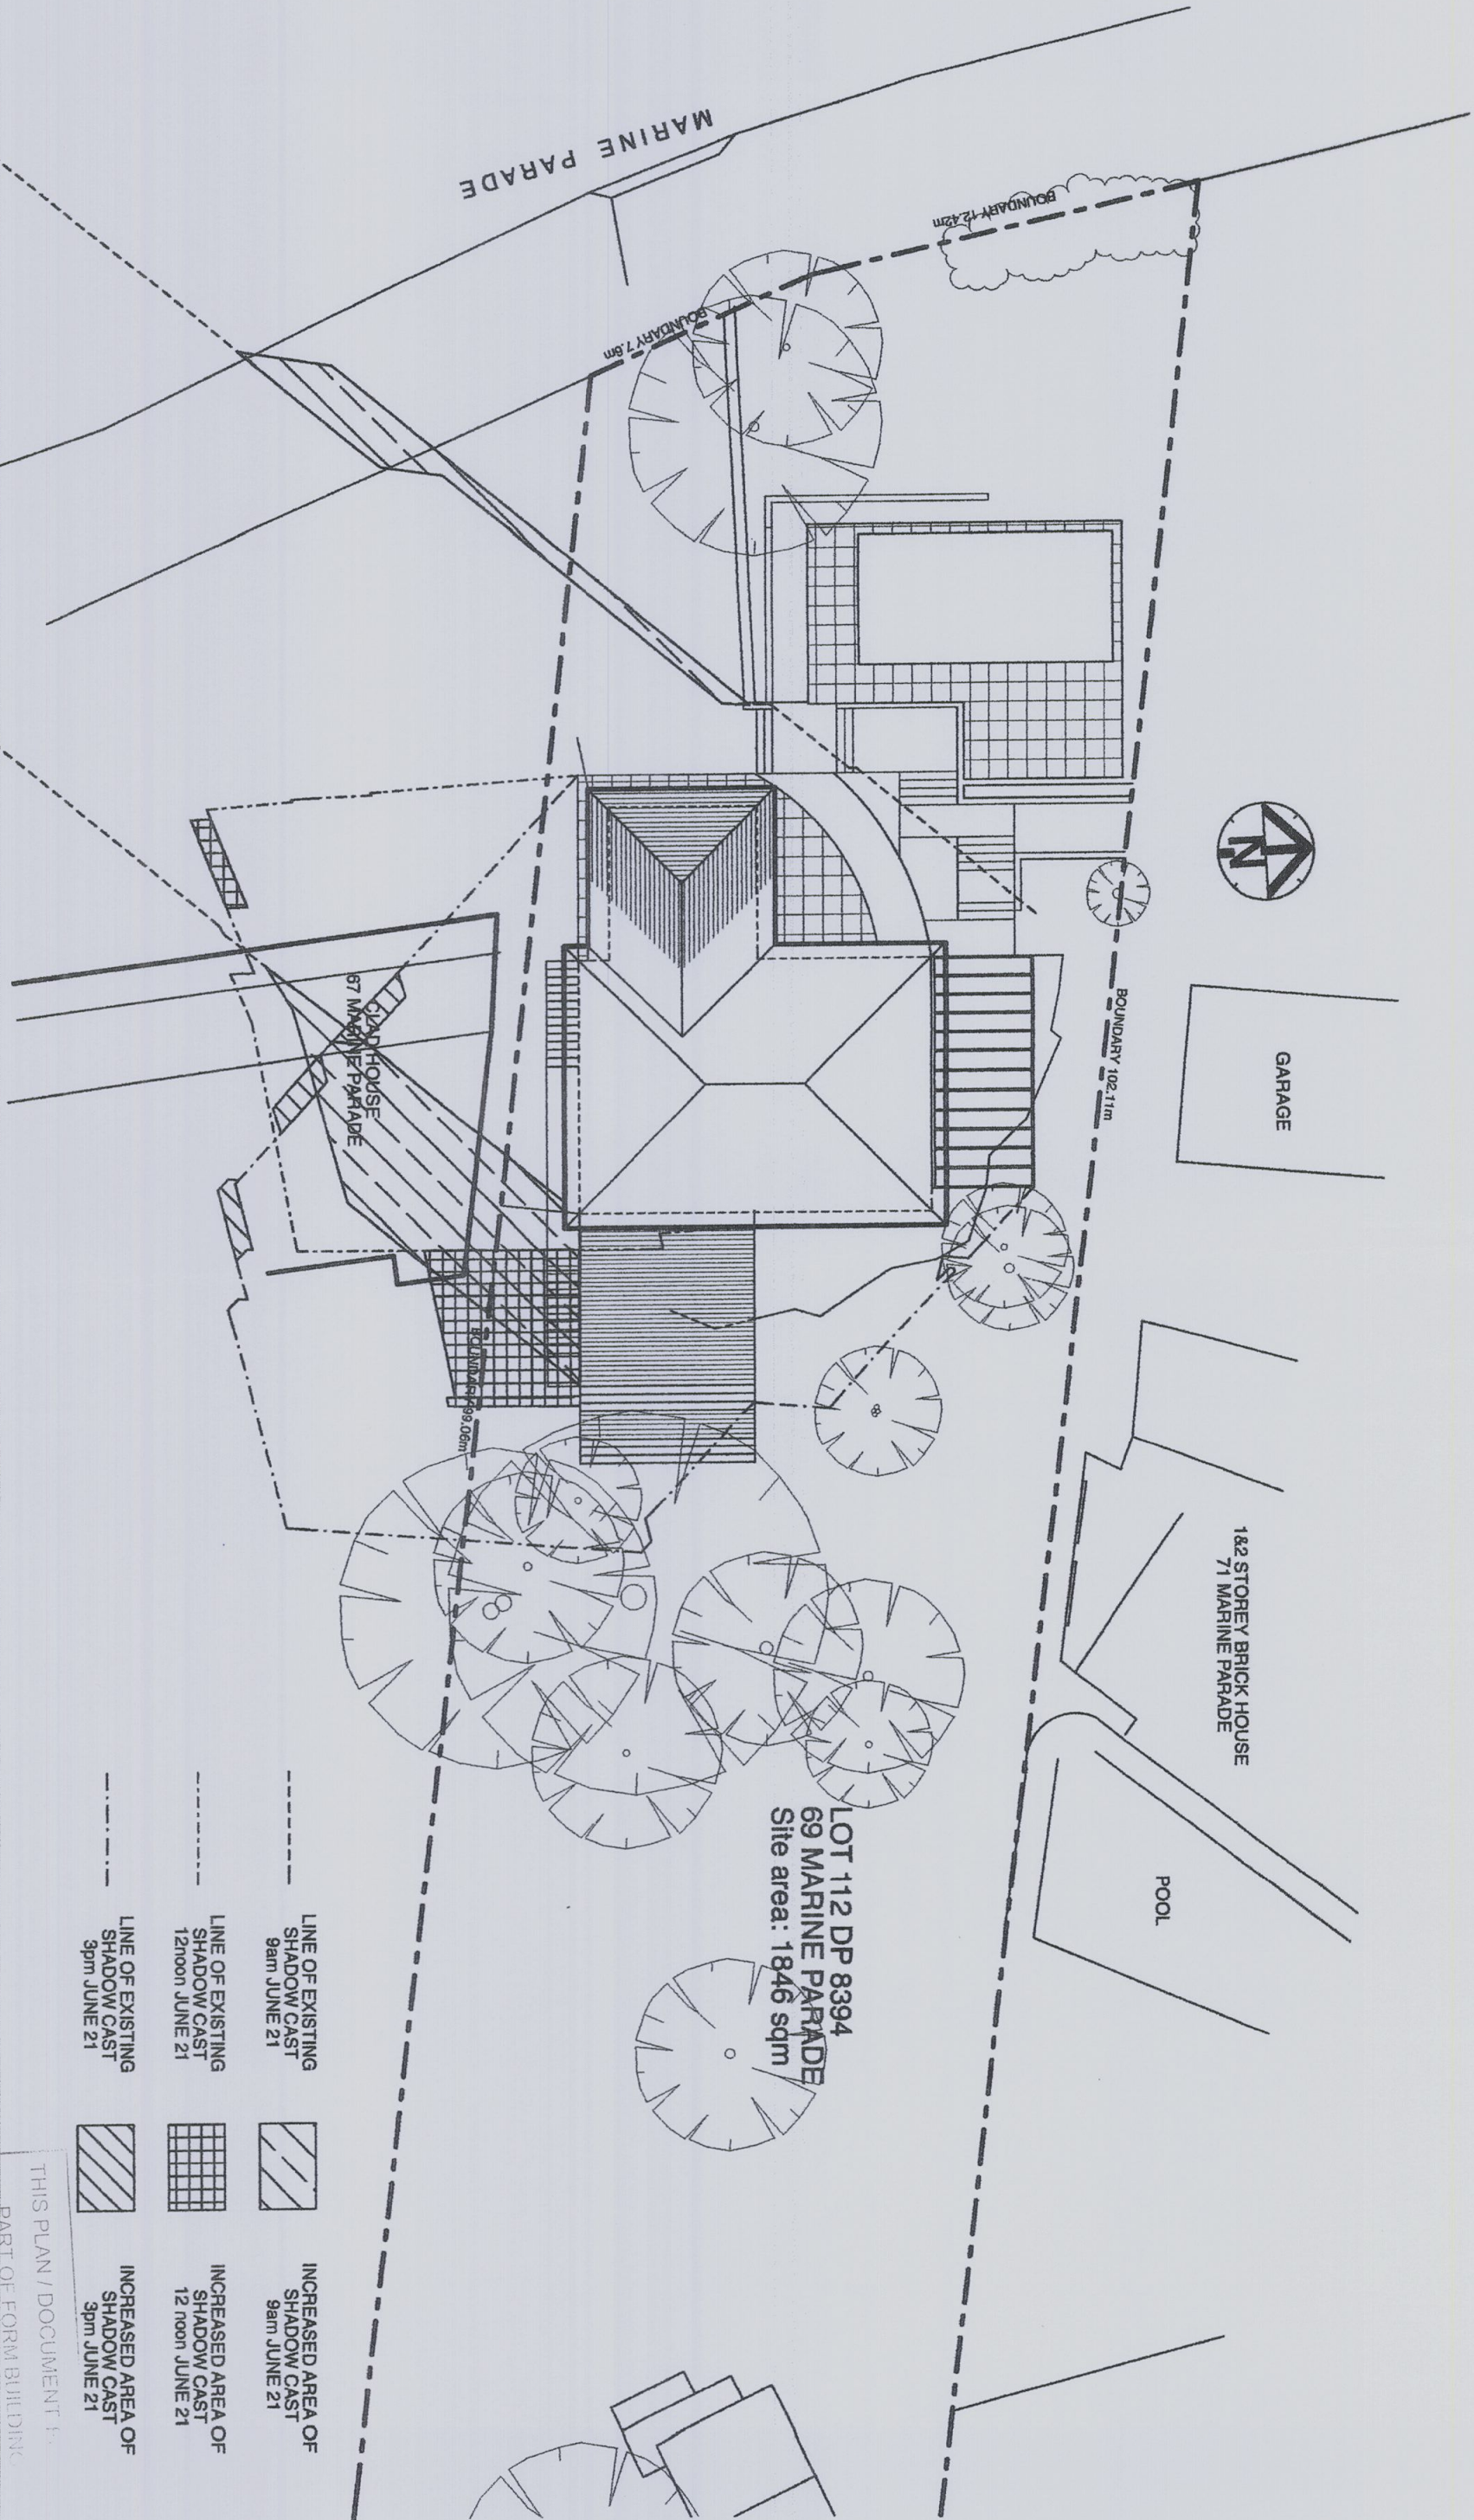 MARINE PARADE
BOUNDARY 12.42m
BOUNDARY 7.6m
N
GARAGE
BOUNDARY 102.11m
CLAD HOUSE
67 MARINE PARADE
BOUNDARY 99.06m
1&2 STOREY BRICK HOUSE
71 MARINE PARADE
POOL
LOT 112 DP 8394
69 MARINE PARADE
Site area: 1846 sqm
LINE OF EXISTING
SHADOW CAST
9am JUNE 21
INCREASED AREA OF
SHADOW CAST
9am JUNE 21
LINE OF EXISTING
SHADOW CAST
12noon JUNE 21
INCREASED AREA OF
SHADOW CAST
12 noon JUNE 21
LINE OF EXISTING
SHADOW CAST
3pm JUNE 21
INCREASED AREA OF
SHADOW CAST
3pm JUNE 21
THIS PLAN / DOCUMENT IS
PART OF FORM BUILDING